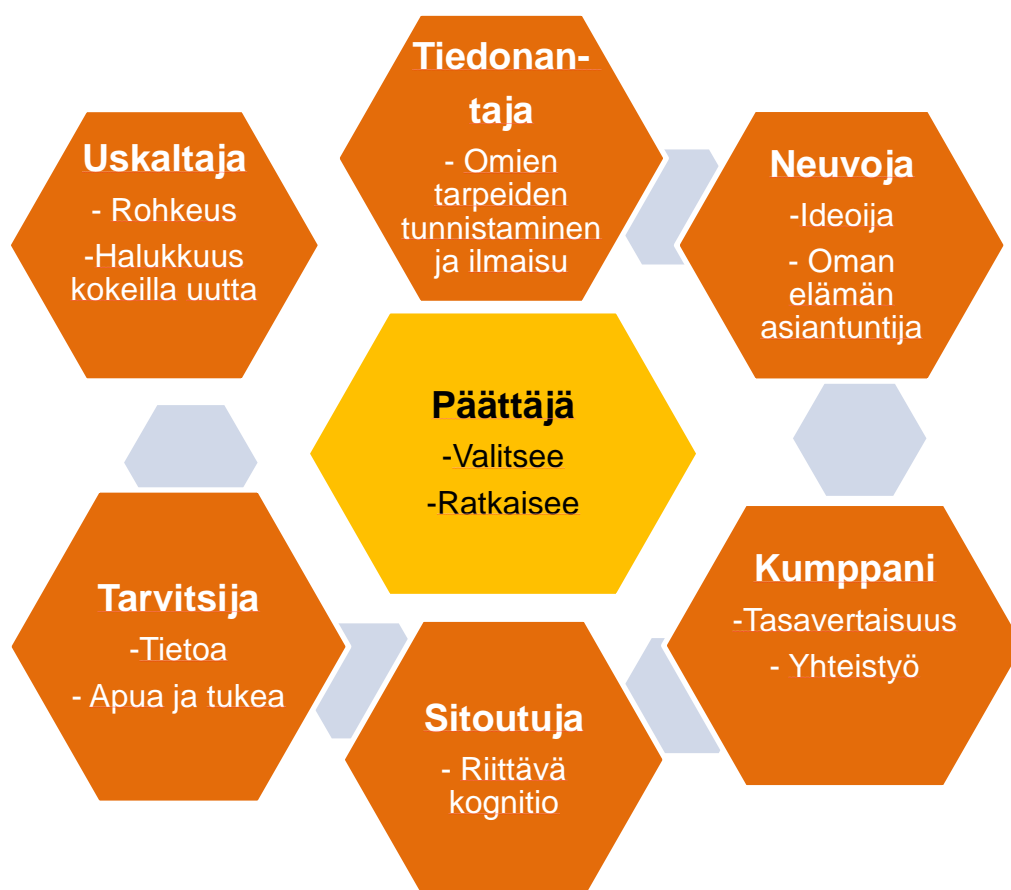 Tiedonan-
taja
- Omien
tarpeiden
tunnistaminen
ja ilmaisu
Neuvoja
-Ideoija
- Oman
elämän
asiantuntija
Kumppani
-Tasavertaisuus
- Yhteistyö
Sitoutuja
- Riittävä
kognitio
Tarvitsija
-Tietoa
- Apua ja tukea
Uskaltaja
- Rohkeus
-Halukkuus
kokeilla uutta
Päättäjä
-Valitsee
-Ratkaisee